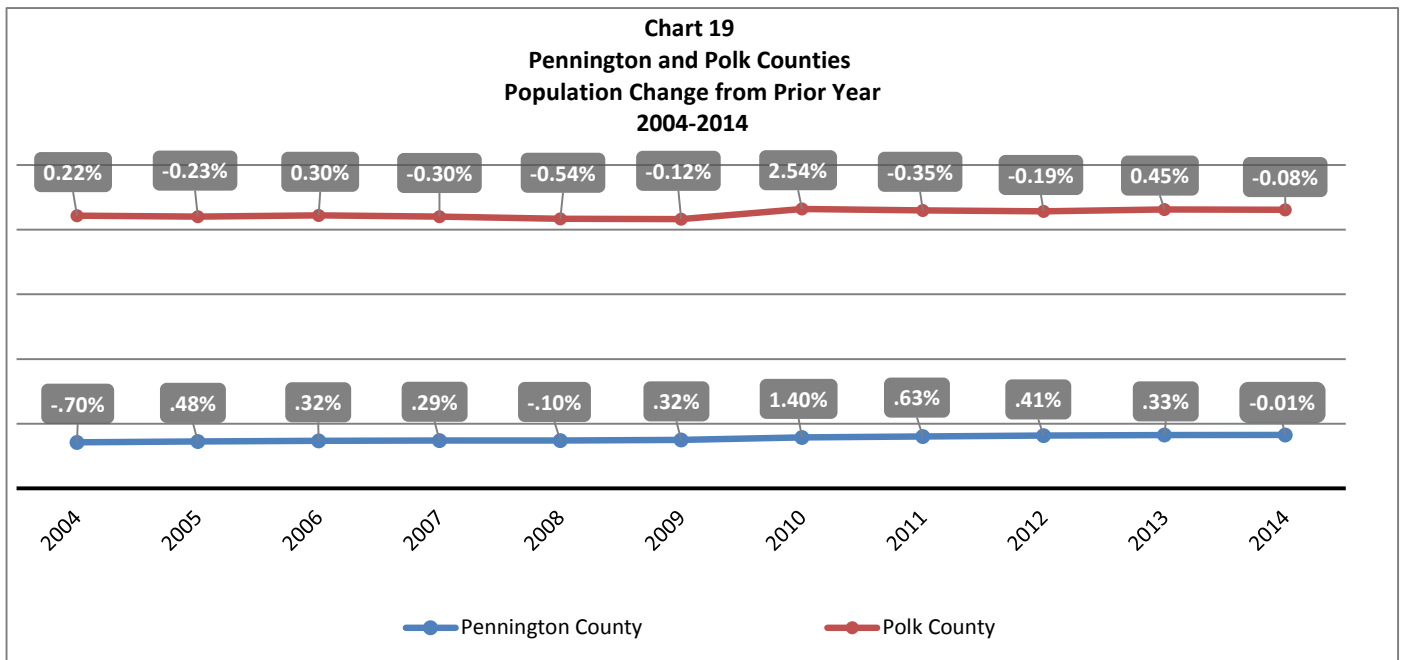 Chart 19
Pennington and Polk Counties
Population Change from Prior Year
2004-2014
0.22% -0.23% 0.30% -0.30% -0.54% -0.12% 2.54% -0.35% -0.19% 0.45% -0.08%
-.70% .48% .32% .29% -.10% .32% 1.40% .63% .41% .33% -0.01%
2004 2005 2006 2007 2008 2009 2010 2011 2012 2013 2014
Pennington County Polk County